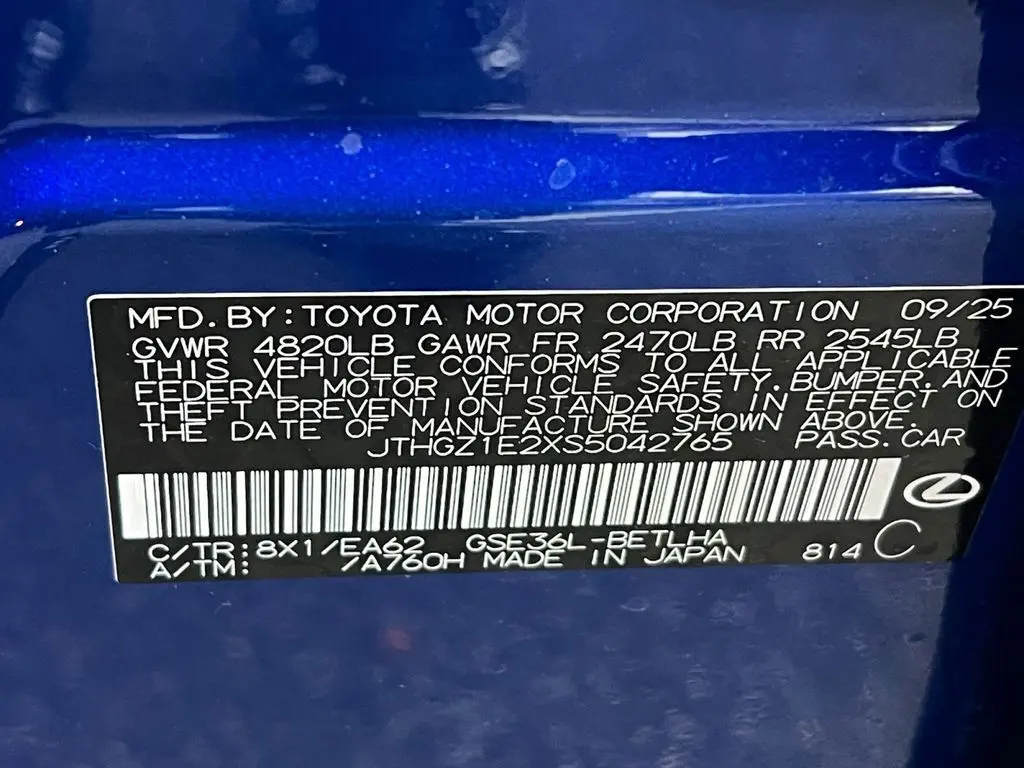 MFD.BY:TOYOTA MOTOR CORPORATION 09/25
GVWR 4820LB GAWR FR 2470LB RR 2545LB
THIS VEHICLE CONFORMS TO ALL APPLICABLE
FEDERAL MOTOR VEHICLE SAFETY,BUMPER,AND
THEFT PREVENTION STANDARDS IN EFFECT ON
THE DATE OF MANUFACTURE SHOWN ABOVE.
JTHGZ1E2XS5042765 PASS.CAR
C/TR:8X1/EA62 GSE36L-BETLHA
A/TM: /A760H MADE IN JAPAN 814 C